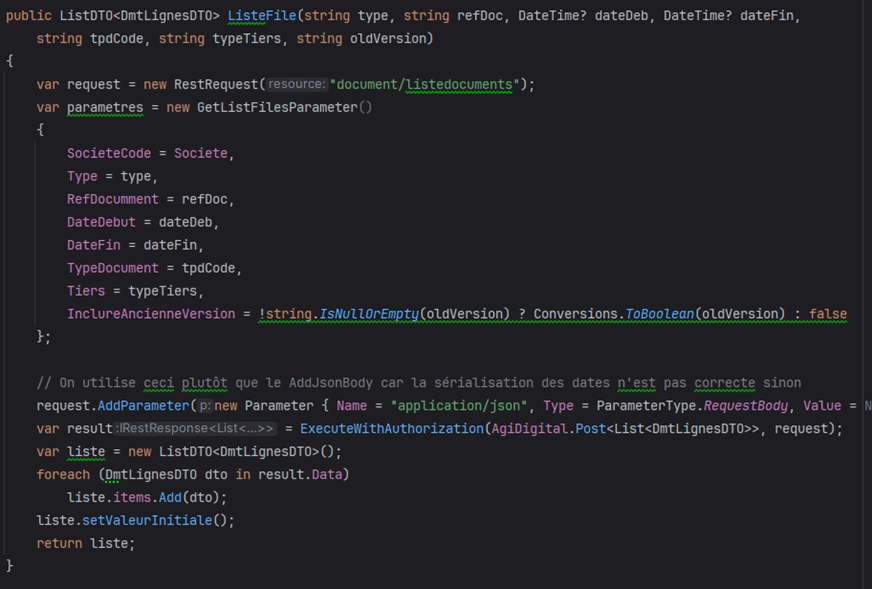 public ListDTO<DmtLignesDTO> ListeFile(string type, string refDoc, DateTime? dateDeb, DateTime? dateFin,
    string tpdCode, string typeTiers, string oldVersion)
{
    var request = new RestRequest(resource: "document/listedocuments");
    var parametres = new GetListFilesParameter()
    {
        SocieteCode = Societe,
        Type = type,
        RefDocumment = refDoc,
        DateDebut = dateDeb,
        DateFin = dateFin,
        TypeDocument = tpdCode,
        Tiers = typeTiers,
        InclureAncienneVersion = !string.IsNullOrEmpty(oldVersion) ? Conversions.ToBoolean(oldVersion) : false
    };
    // On utilise ceci plutôt que le AddJsonBody car la sérialisation des dates n'est pas correcte sinon
    request.AddParameter(p: new Parameter { Name = "application/json", Type = ParameterType.RequestBody, Value = N
    var result :IRestResponse<List<...>> = ExecuteWithAuthorization(AgiDigital.Post<List<DmtLignesDTO>>, request);
    var liste = new ListDTO<DmtLignesDTO>();
    foreach (DmtLignesDTO dto in result.Data)
        liste.items.Add(dto);
    liste.setValeurInitiale();
    return liste;
}